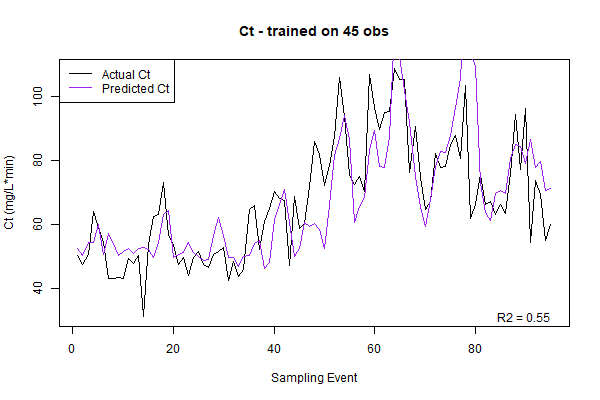 Ct - trained on 45 obs
Actual Ct
Predicted Ct
Ct (mg/L*min)
100
80
60
40
R2 = 0.55
0
20
40
60
80
Sampling Event